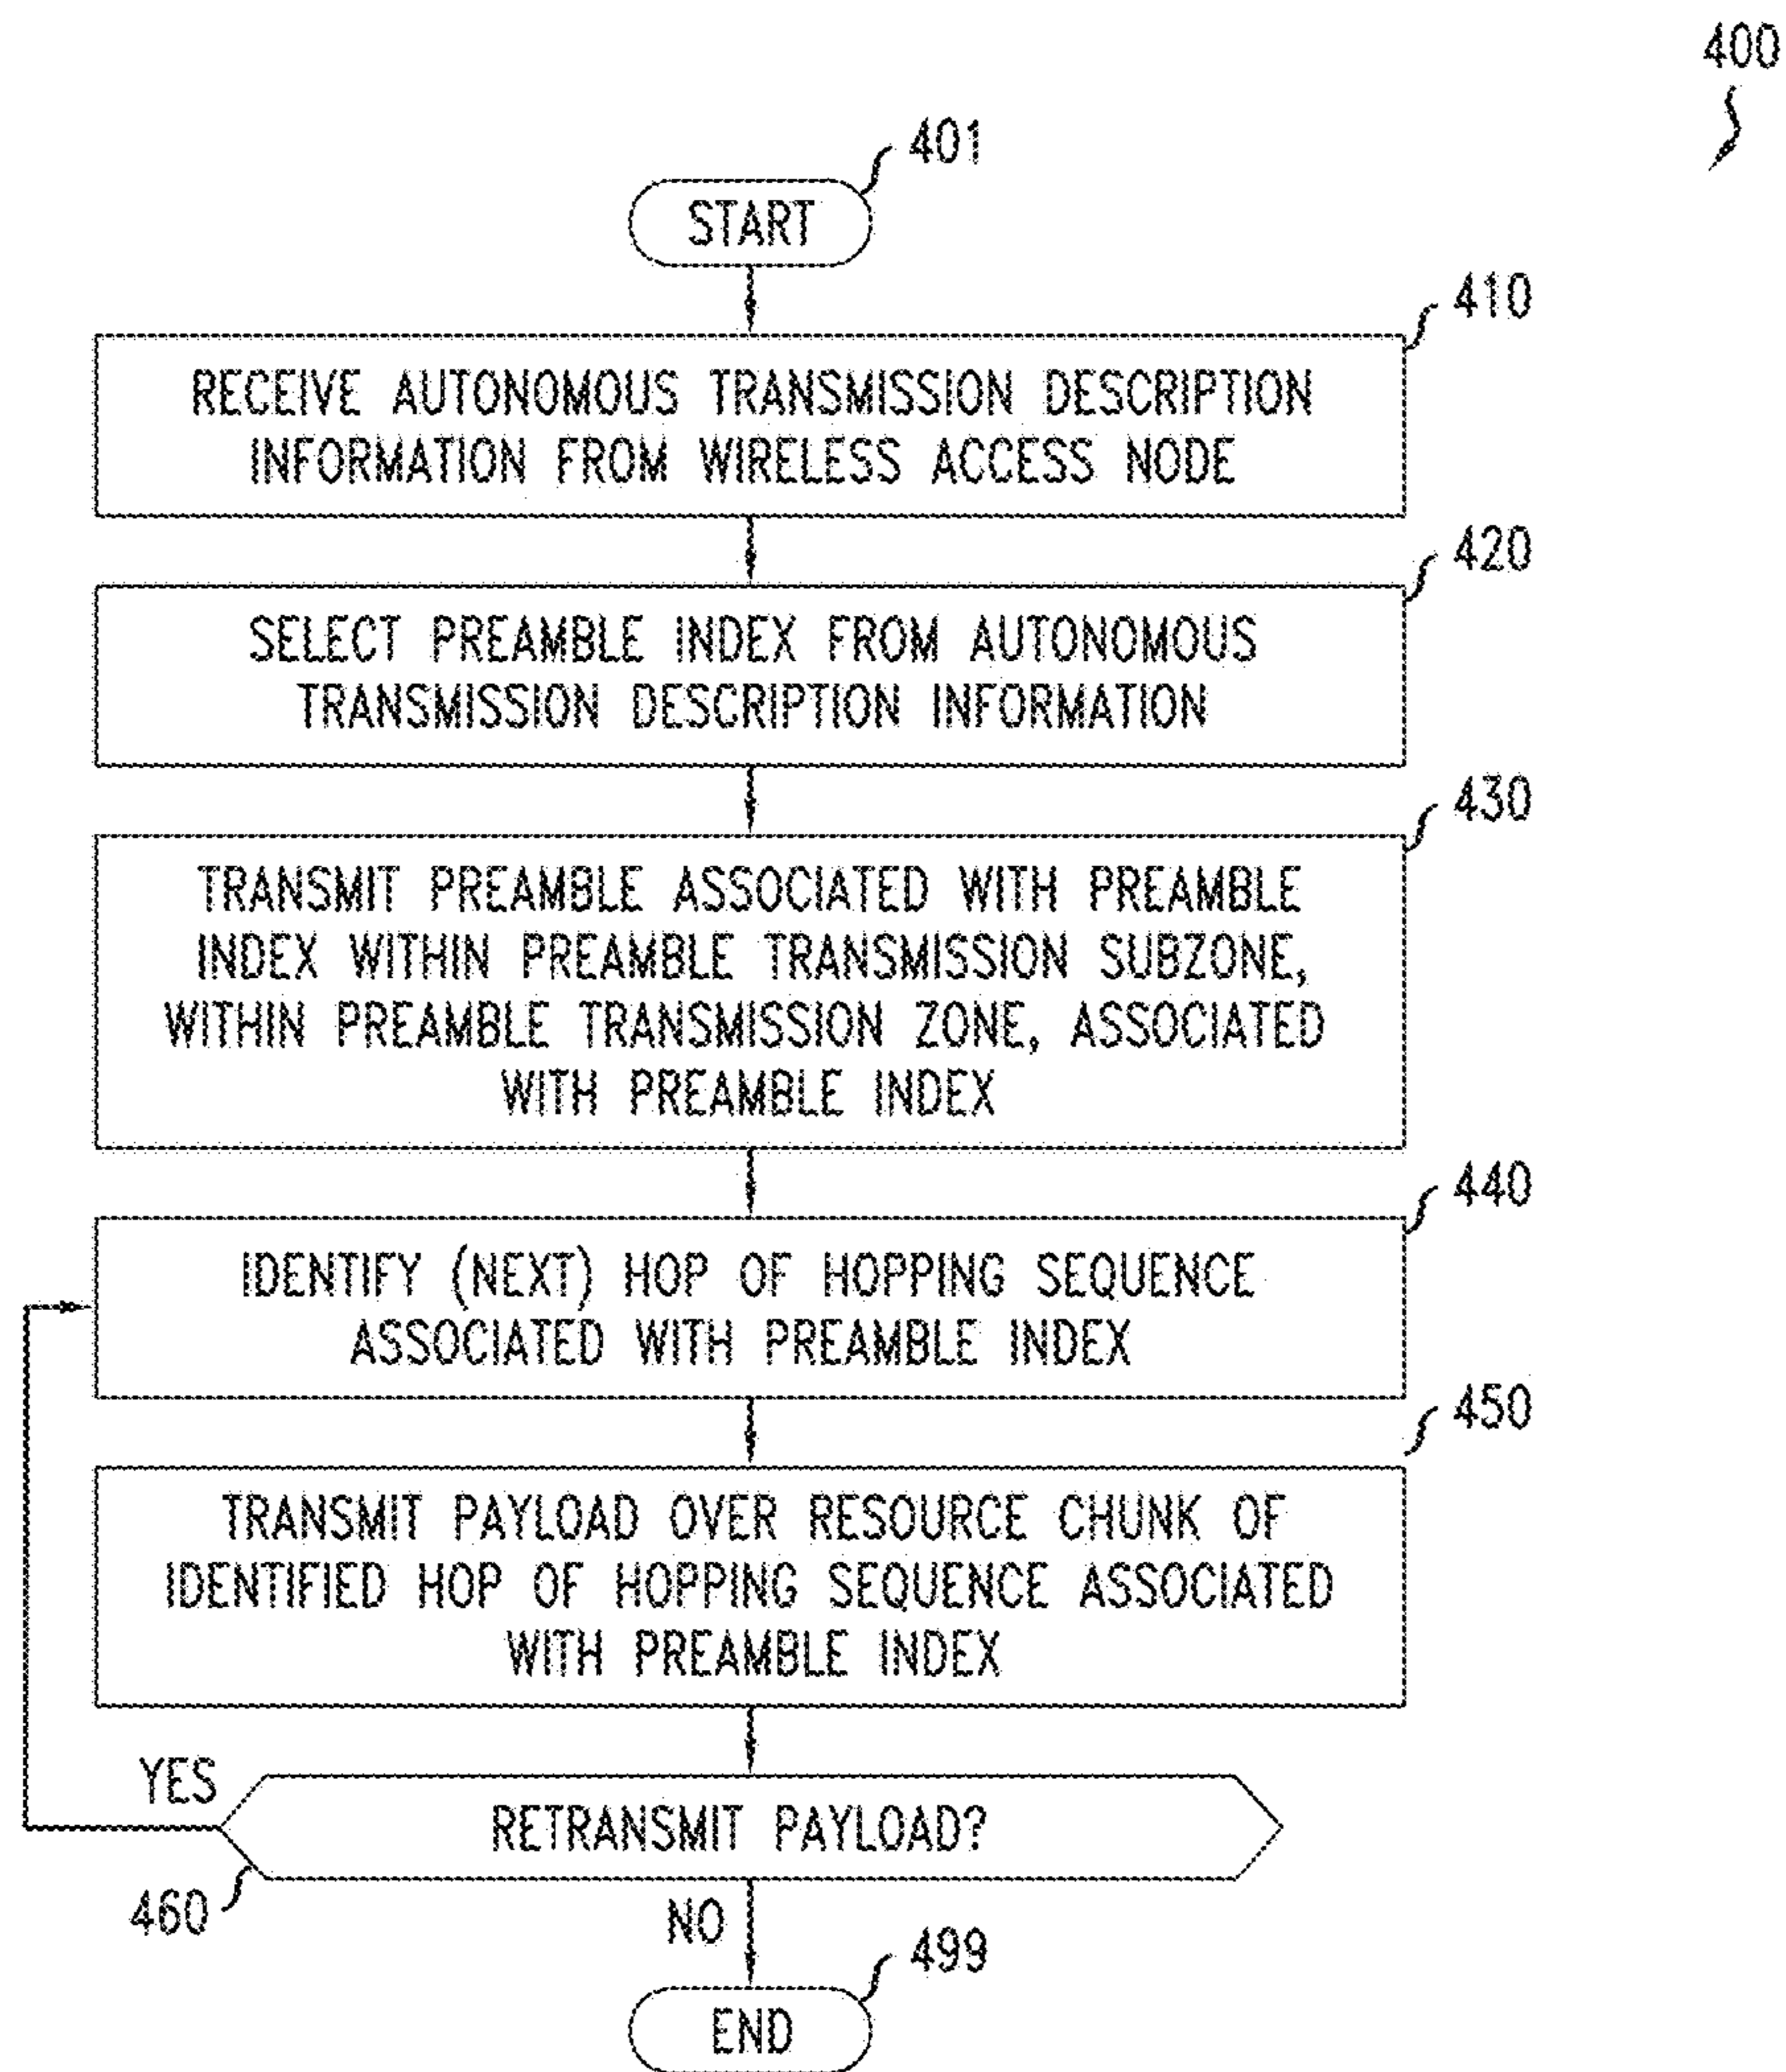 400
401
START
410
RECEIVE AUTONOMOUS TRANSMISSION DESCRIPTION
INFORMATION FROM WIRELESS ACCESS NODE
420
SELECT PREAMBLE INDEX FROM AUTONOMOUS
TRANSMISSION DESCRIPTION INFORMATION
430
TRANSMIT PREAMBLE ASSOCIATED WITH PREAMBLE
INDEX WITHIN PREAMBLE TRANSMISSION SUBZONE,
WITHIN PREAMBLE TRANSMISSION ZONE, ASSOCIATED
WITH PREAMBLE INDEX
440
IDENTIFY (NEXT) HOP OF HOPPING SEQUENCE
ASSOCIATED WITH PREAMBLE INDEX
450
TRANSMIT PAYLOAD OVER RESOURCE CHUNK OF
IDENTIFIED HOP OF HOPPING SEQUENCE ASSOCIATED
WITH PREAMBLE INDEX
YES
RETRANSMIT PAYLOAD?
460
NO
499
END